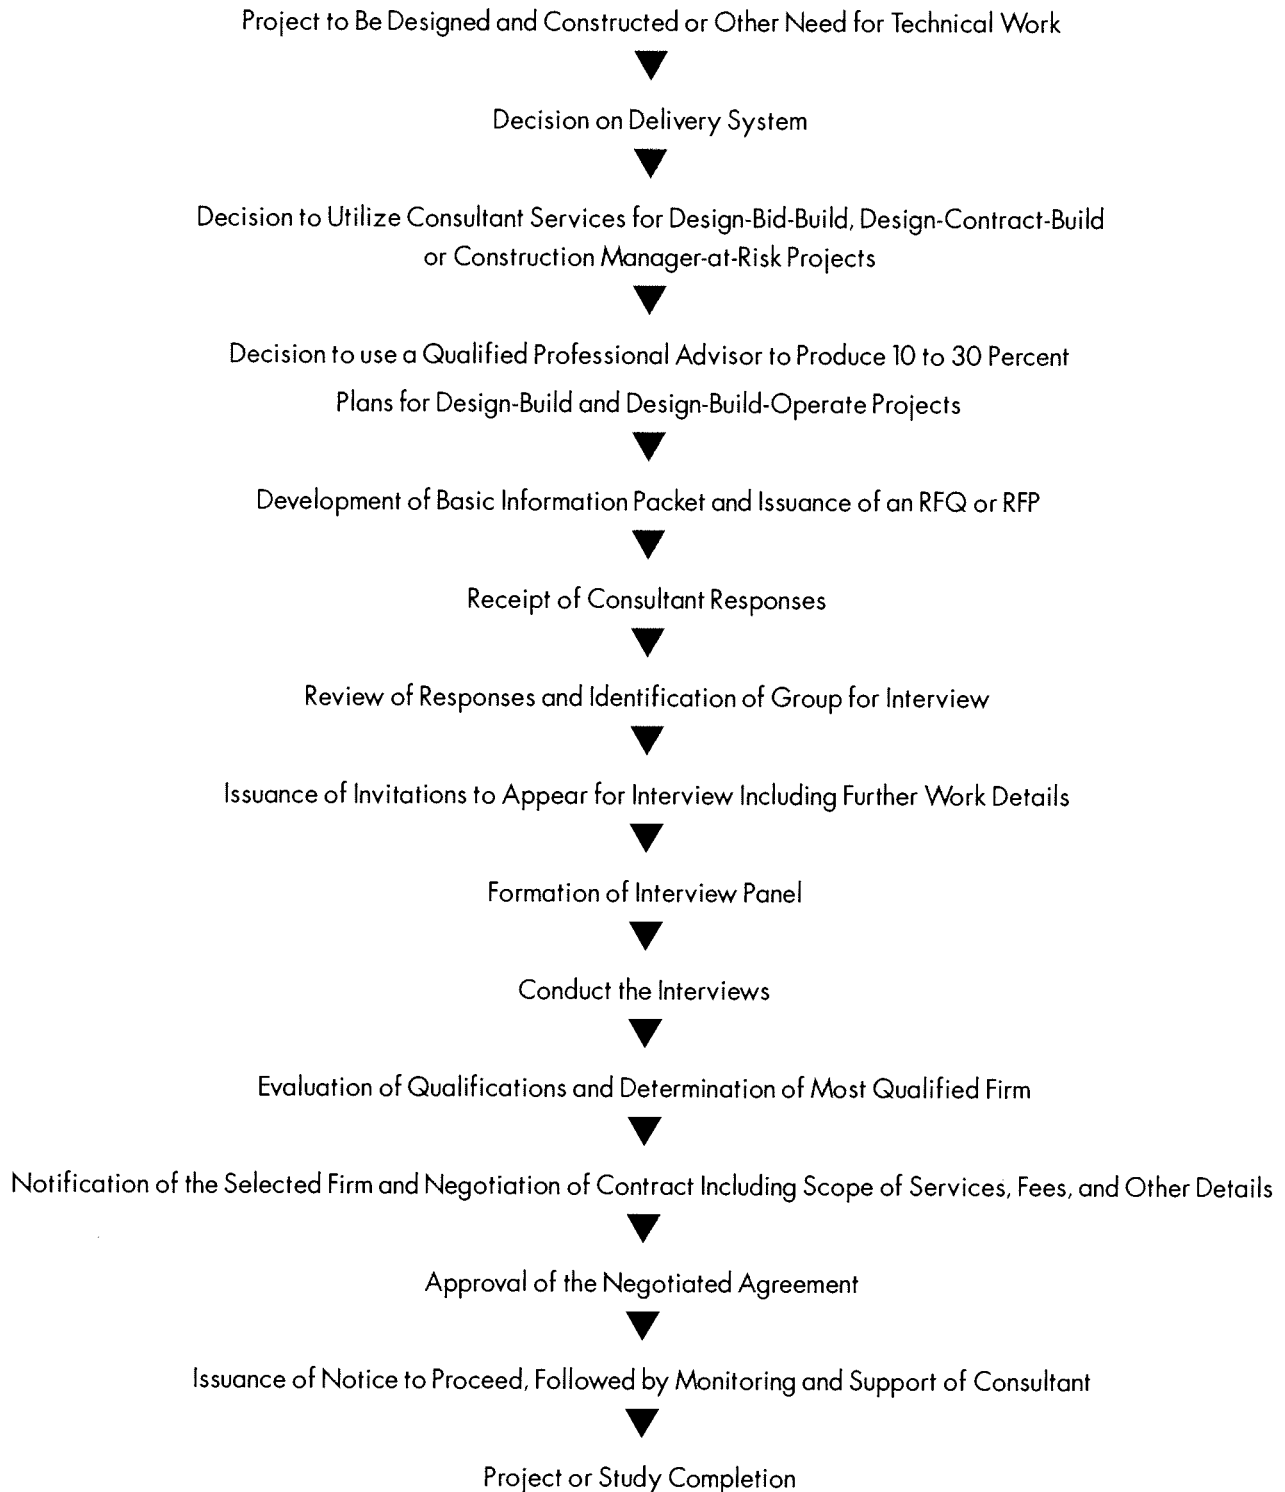 Project to Be Designed and Constructed or Other Need for Technical Work
Decision on Delivery System
Decision to Utilize Consultant Services for Design-Bid-Build, Design-Contract-Build
or Construction Manager-at-Risk Projects
Decision to use a Qualified Professional Advisor to Produce 10 to 30 Percent
Plans for Design-Build and Design-Build-Operate Projects
Development of Basic Information Packet and Issuance of an RFQ or RFP
Receipt of Consultant Responses
Review of Responses and Identification of Group for Interview
Issuance of Invitations to Appear for Interview Including Further Work Details
Formation of Interview Panel
Conduct the Interviews
Evaluation of Qualifications and Determination of Most Qualified Firm
Notification of the Selected Firm and Negotiation of Contract Including Scope of Services, Fees, and Other Details
Approval of the Negotiated Agreement
Issuance of Notice to Proceed, Followed by Monitoring and Support of Consultant
Project or Study Completion